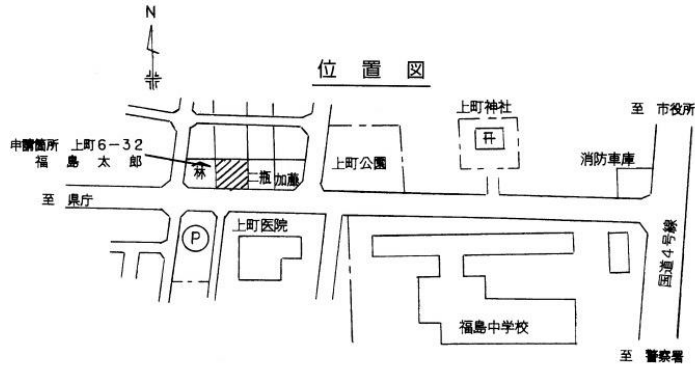 N
位置図
上町神社
至 市役所
申請箇所 上町6-32
福島太郎
林
二瓶
加藤
上町公園
消防車庫
至 県庁
P
上町医院
国道4号線
福島中学校
至 警察署